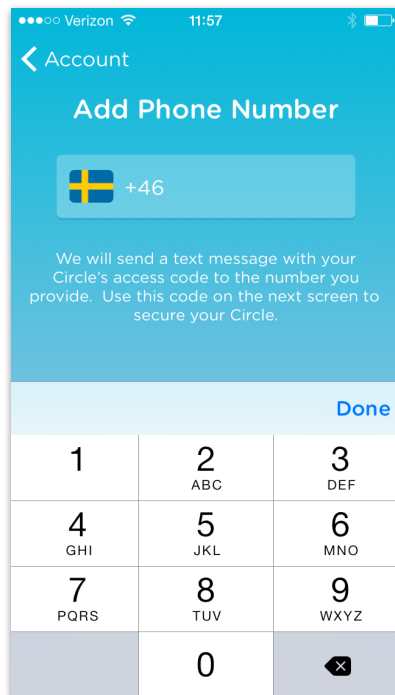 Verizon 11:57
Account
Add Phone Number
+46
We will send a text message with your
Circle's access code to the number you
provide. Use this code on the next screen to
secure your Circle.
Done
1 2 3
ABC DEF
4 5 6
GHI JKL MNO
7 8 9
PQRS TUV WXYZ
0